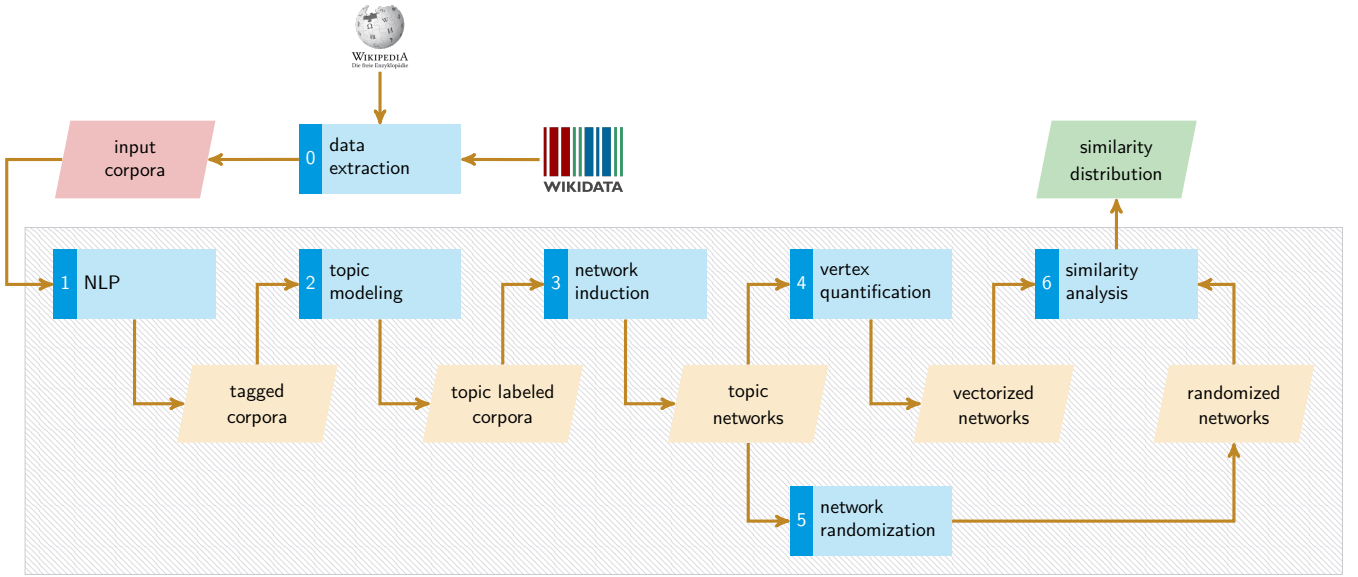 WIKIPEDIA
Die freie Enzyklopädie
input
corpora
0
data
extraction
WIKIDATA
similarity
distribution
1
NLP
2
topic
modeling
3
network
induction
4
vertex
quantification
6
similarity
analysis
tagged
corpora
topic labeled
corpora
topic
networks
vectorized
networks
randomized
networks
5
network
randomization